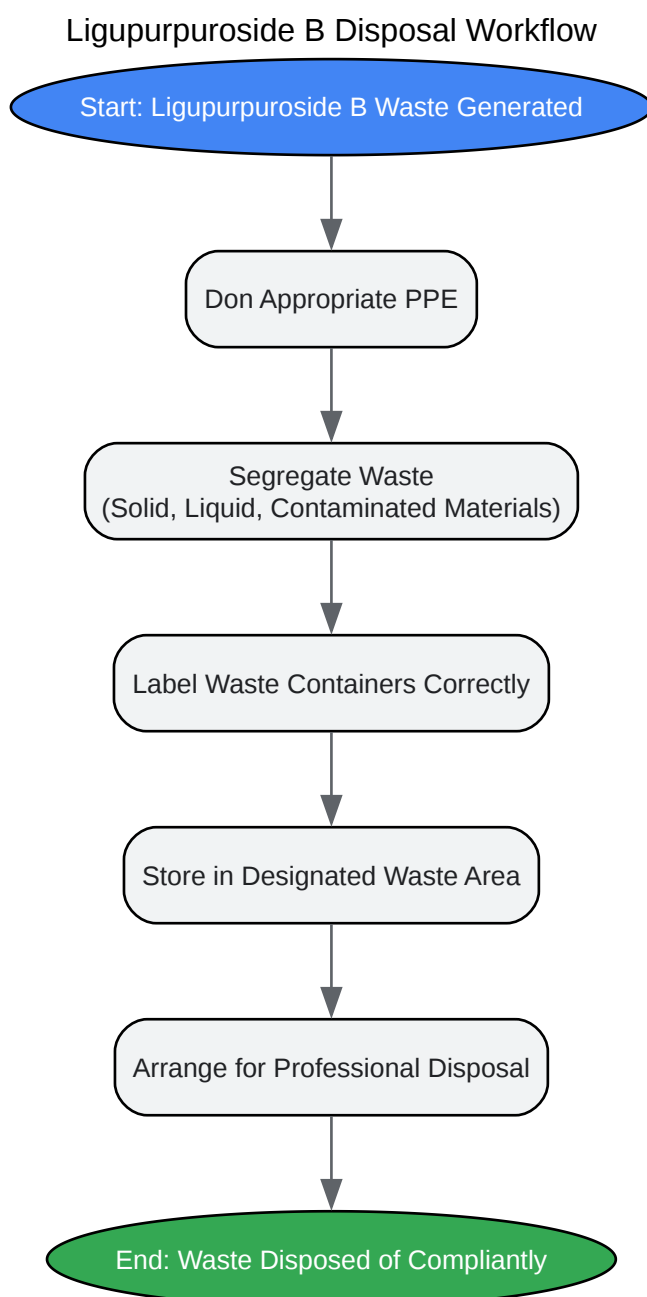 Ligupurpuroside B Disposal Workflow
Start: Ligupurpuroside B Waste Generated
Don Appropriate PPE
Segregate Waste
(Solid, Liquid, Contaminated Materials)
Label Waste Containers Correctly
Store in Designated Waste Area
Arrange for Professional Disposal
End: Waste Disposed of Compliantly